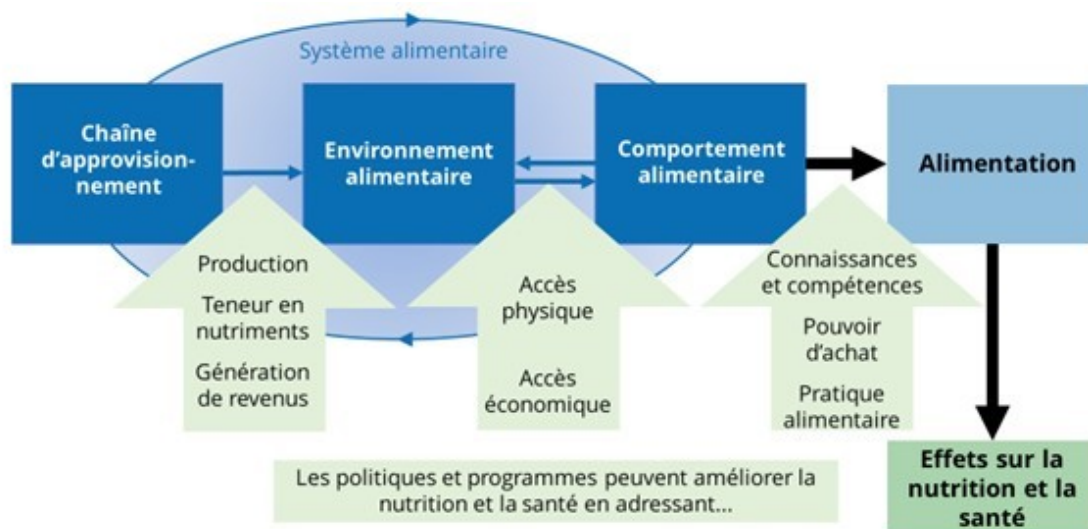 Système alimentaire
Chaîne
d'approvision-
nement
Environnement
alimentaire
Comportement
alimentaire
Alimentation
Production
Teneur en
nutriments
Génération
de revenus
Accès
physique
Accès
économique
Connaissances
et compétences
Pouvoir
d'achat
Pratique
alimentaire
Les politiques et programmes peuvent améliorer la
nutrition et la santé en adressant...
Effets sur la
nutrition et la
santé